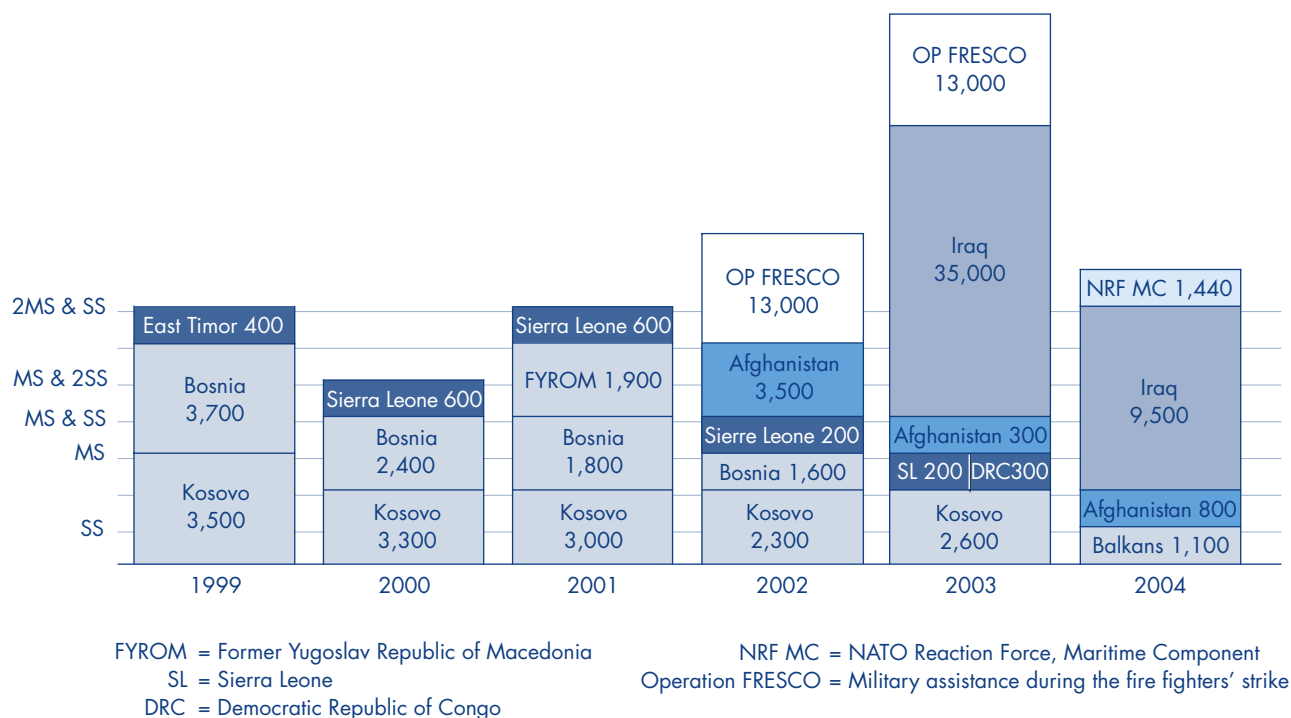 OP FRESCO
13,000
Iraq
35,000
OP FRESCO
13,000
NRF MC 1,440
2MS & SS
East Timor 400
Sierra Leone 600
Afghanistan
3,500
MS & 2SS
Bosnia
3,700
FYROM 1,900
Iraq
9,500
Sierra Leone 600
MS & SS
Bosnia
2,400
Bosnia
1,800
Sierre Leone 200
Afghanistan 300
MS
Bosnia 1,600
SL 200
DRC300
Kosovo
3,500
Kosovo
3,300
Kosovo
3,000
Kosovo
2,300
Kosovo
2,600
Afghanistan 800
SS
Balkans 1,100
1999
2000
2001
2002
2003
2004
FYROM = Former Yugoslav Republic of Macedonia
SL = Sierra Leone
DRC = Democratic Republic of Congo
NRF MC = NATO Reaction Force, Maritime Component
Operation FRESCO = Military assistance during the fire fighters’ strike